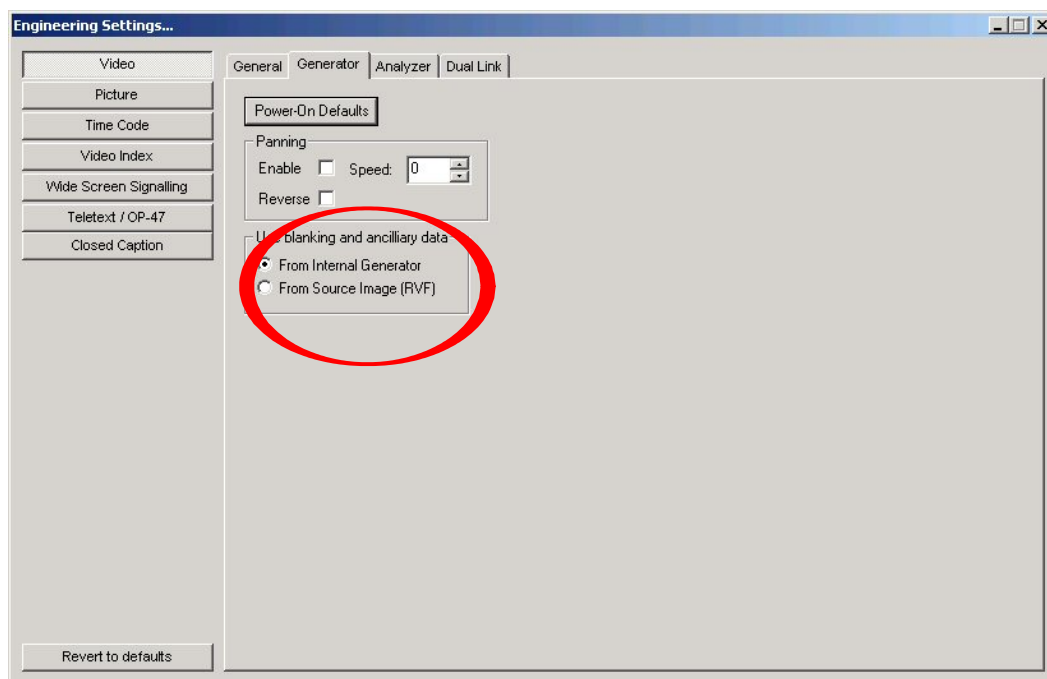 Engineering Settings...
Video
Picture
Time Code
Video Index
Wide Screen Signalling
Teletext / OP-47
Closed Caption
Revert to defaults
General Generator Analyzer Dual Link
Power-On Defaults
Panning
Enable Speed: 0
Reverse
Use blanking and ancilliary data
From Internal Generator
From Source Image (RVF)